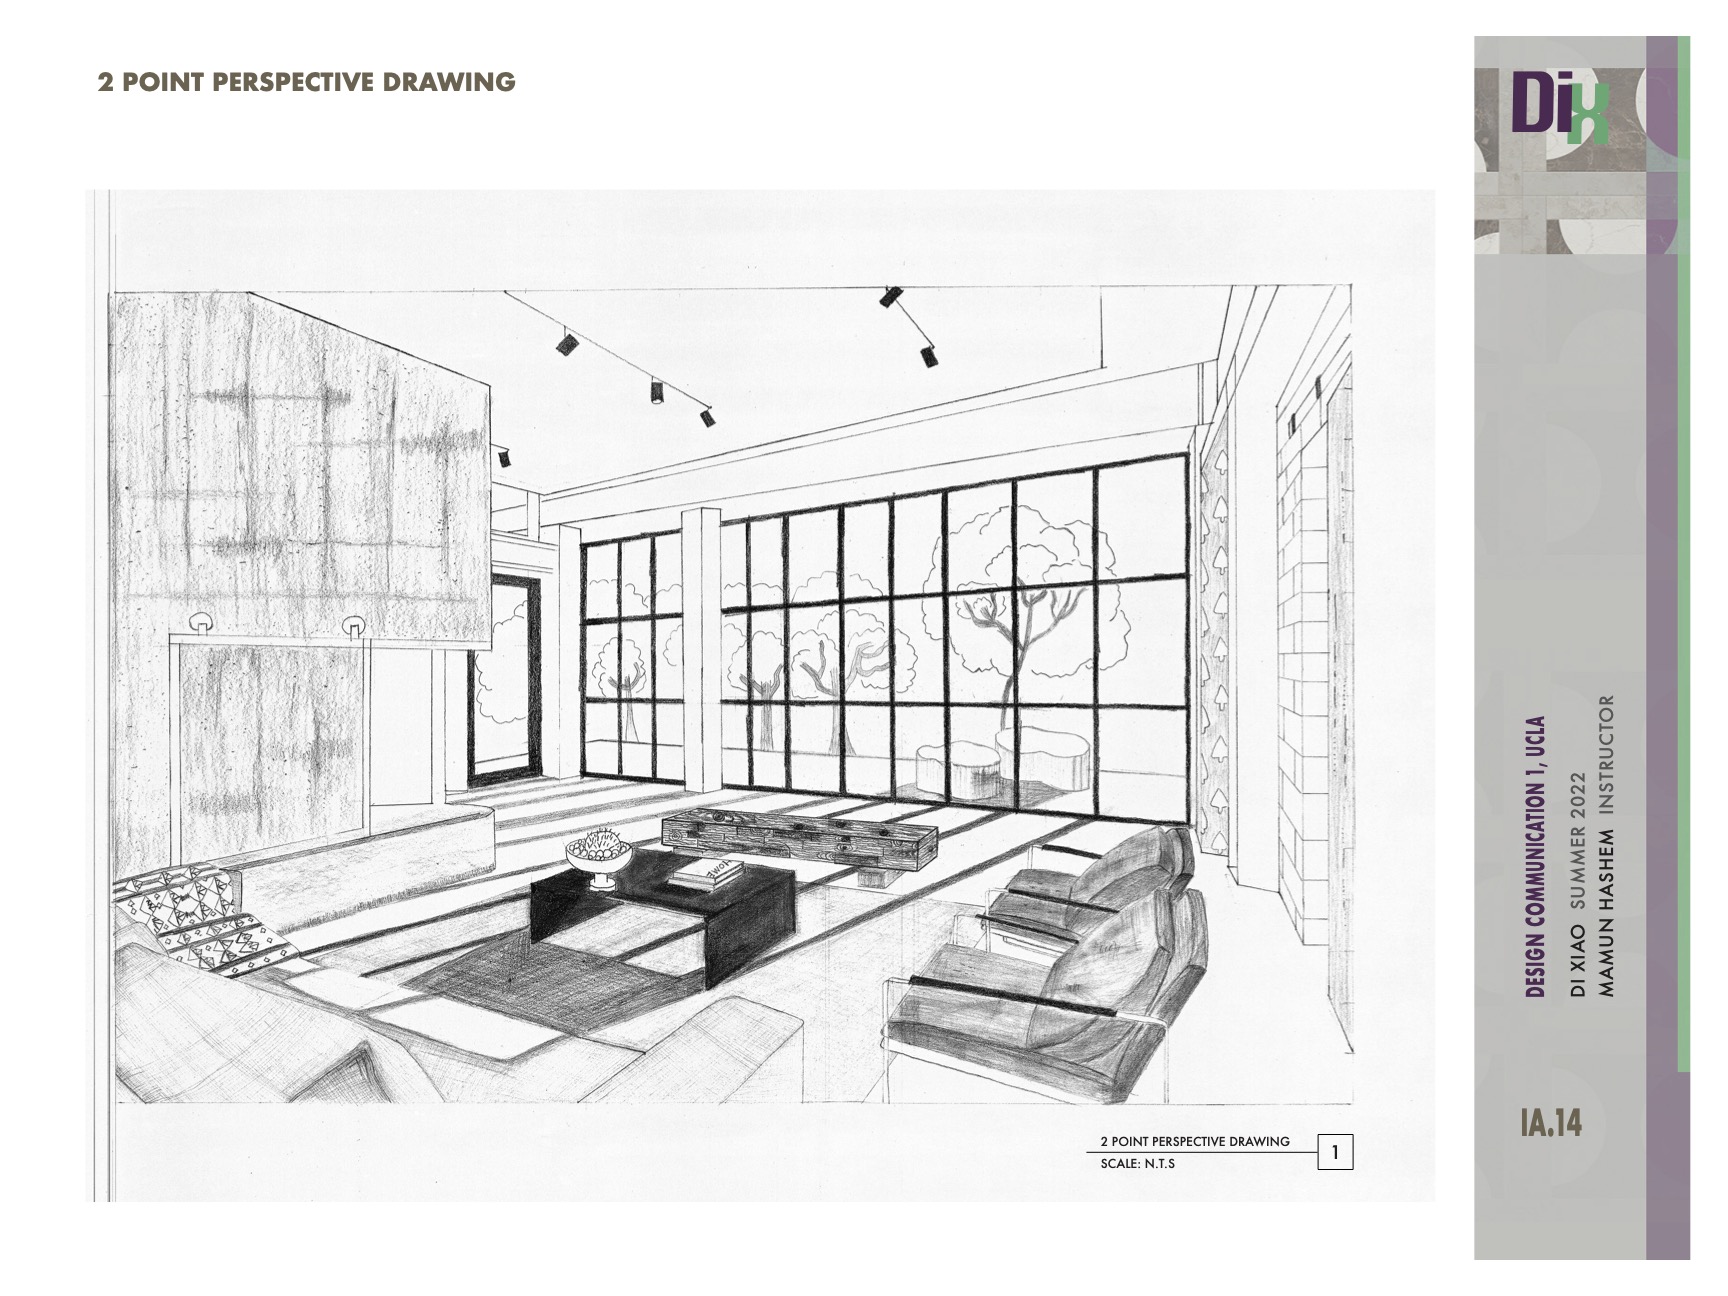 2 POINT PERSPECTIVE DRAWING
Dix
HOME
2 POINT PERSPECTIVE DRAWING
SCALE: N.T.S
1
DESIGN COMMUNICATION 1, UCLA
DI XIAO SUMMER 2022
MAMUN HASHEM INSTRUCTOR
IA.14